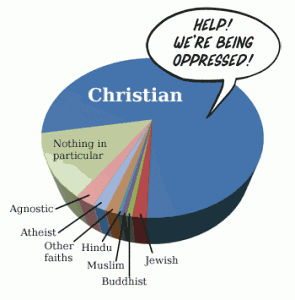 HELP!
WE'RE BEING
OPPRESSED!
Christian
Nothing in
particular
Agnostic
Atheist
Other
faiths
Hindu
Muslim
Buddhist
Jewish